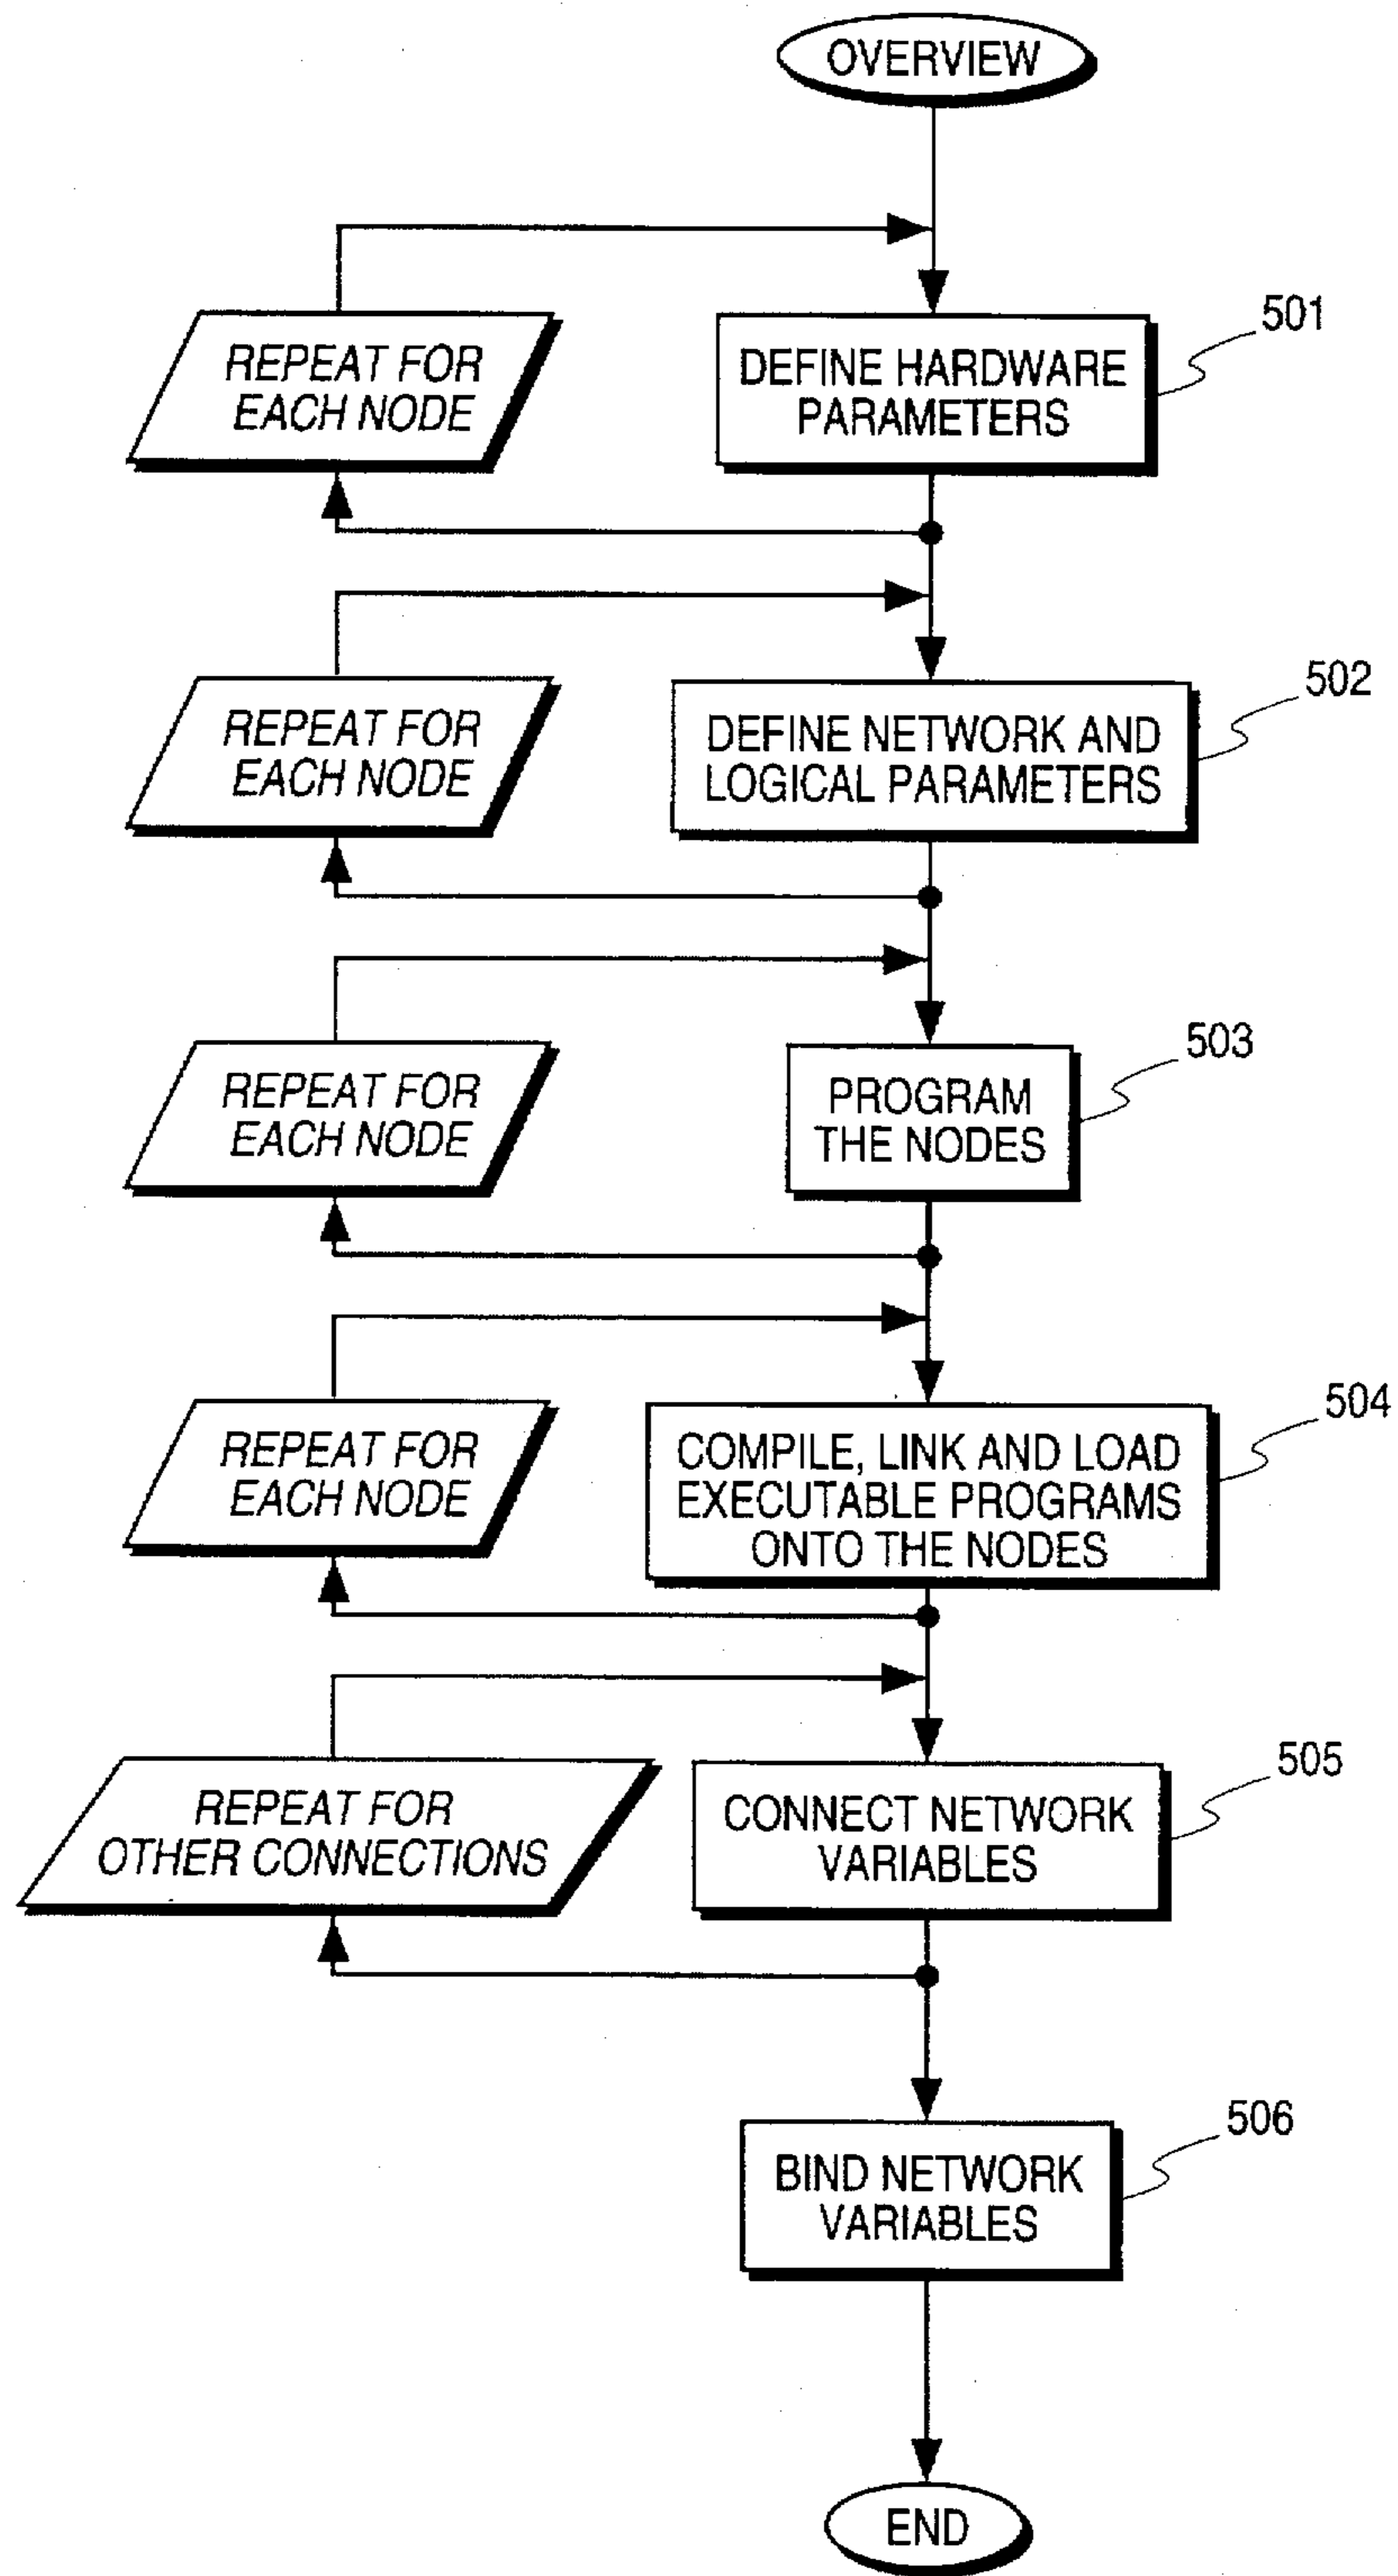 OVERVIEW
REPEAT FOR
EACH NODE
DEFINE HARDWARE
PARAMETERS
501
REPEAT FOR
EACH NODE
DEFINE NETWORK AND
LOGICAL PARAMETERS
502
REPEAT FOR
EACH NODE
PROGRAM
THE NODES
503
REPEAT FOR
EACH NODE
COMPILE, LINK AND LOAD
EXECUTABLE PROGRAMS
ONTO THE NODES
504
REPEAT FOR
OTHER CONNECTIONS
CONNECT NETWORK
VARIABLES
505
BIND NETWORK
VARIABLES
506
END